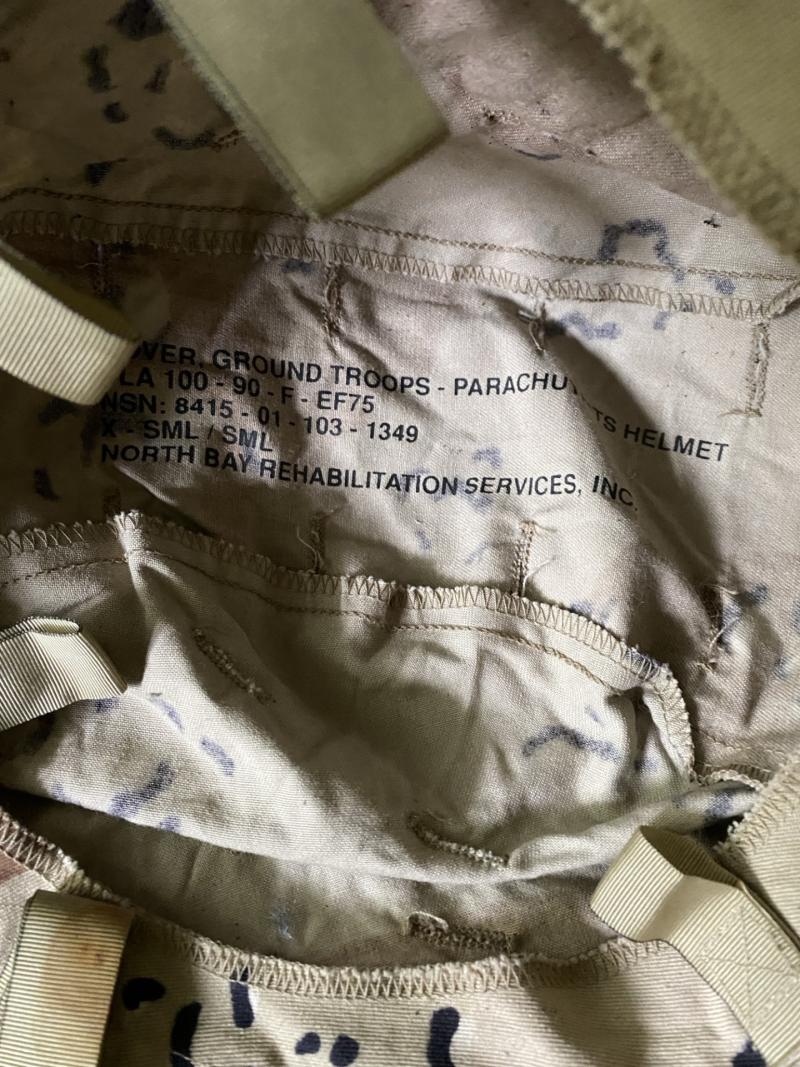 OVER, GROUND TROOPS - PARACHU TS HELMET
LA 100 - 90 - F - EF75
NSN: 8415 - 01 - 103 - 1349
X - SML / SML
NORTH BAY REHABILITATION SERVICES, INC.